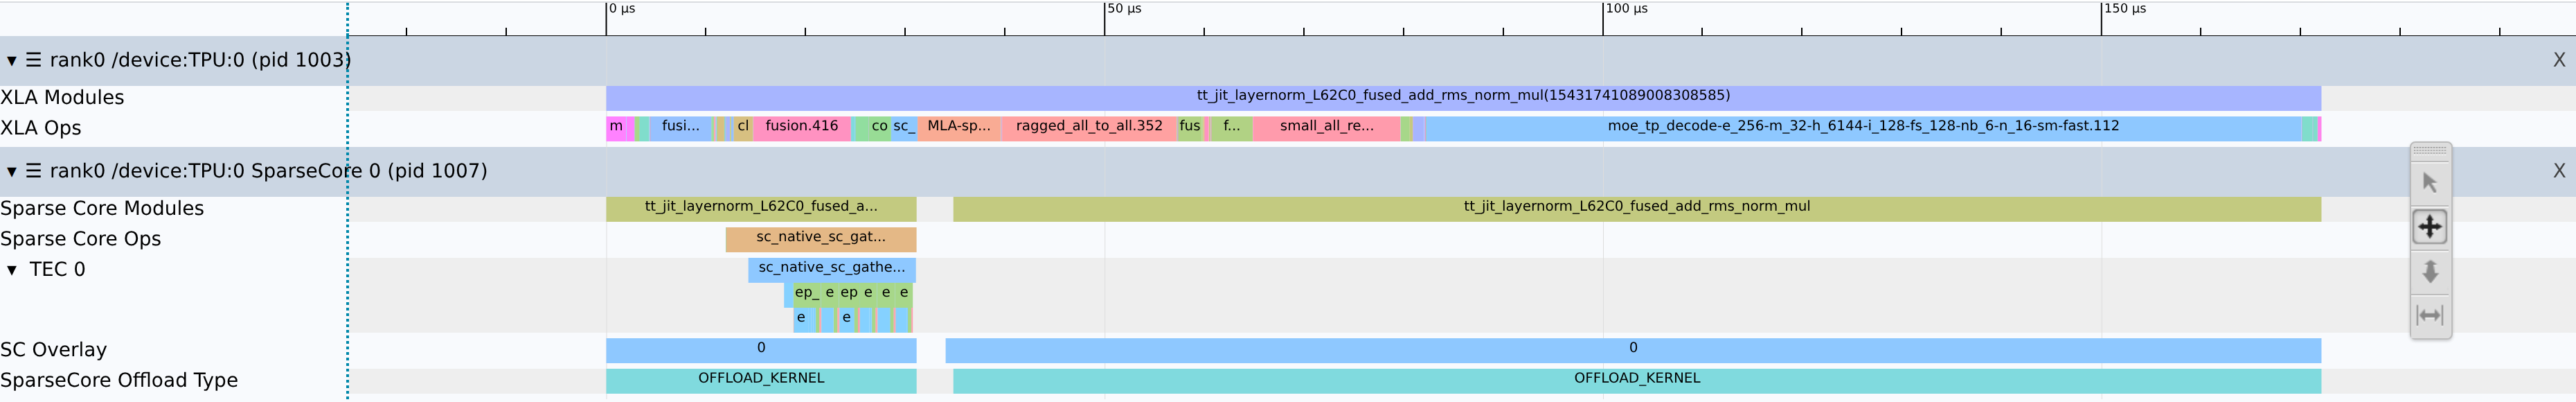 0 µs 50 µs 100 µs 150 µs
▼ ☰ rank0 /device:TPU:0 (pid 1003) X
XLA Modules tt_jit_layernorm_L62C0_fused_add_rms_norm_mul(15431741089008308585)
XLA Ops m fusi... cl fusion.416 co sc_ MLA-sp... ragged_all_to_all.352 fus f... small_all_re... moe_tp_decode-e_256-m_32-h_6144-i_128-fs_128-nb_6-n_16-sm-fast.112
▼ ☰ rank0 /device:TPU:0 SparseCore 0 (pid 1007) X
Sparse Core Modules tt_jit_layernorm_L62C0_fused_a... tt_jit_layernorm_L62C0_fused_add_rms_norm_mul
Sparse Core Ops sc_native_sc_gat...
▼ TEC 0 sc_native_sc_gathe...
ep_ e ep e e e
e e
SC Overlay 0 0
SparseCore Offload Type OFFLOAD_KERNEL OFFLOAD_KERNEL